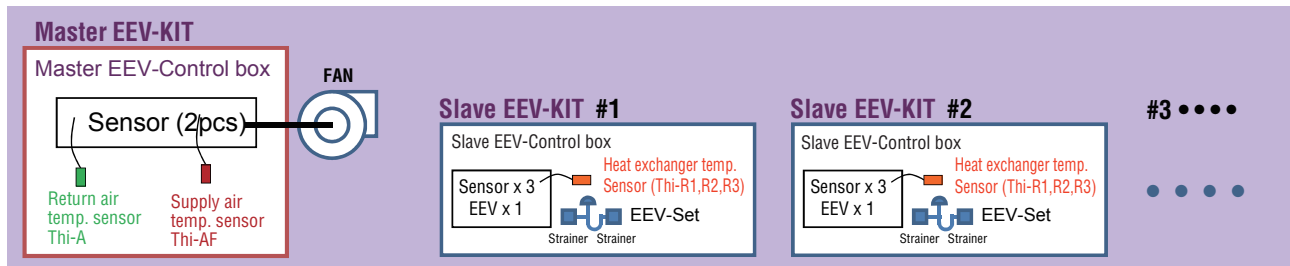 Master EEV-KIT
Master EEV-Control box
Sensor (2pcs)
Return air
temp. sensor
Thi-A
Supply air
temp. sensor
Thi-AF
FAN
Slave EEV-KIT #1
Slave EEV-Control box
Sensor x 3
EEV x 1
Heat exchanger temp.
Sensor (Thi-R1,R2,R3)
EEV-Set
Strainer Strainer
Slave EEV-KIT #2
Slave EEV-Control box
Sensor x 3
EEV x 1
Heat exchanger temp.
Sensor (Thi-R1,R2,R3)
EEV-Set
Strainer Strainer
#3 ••••